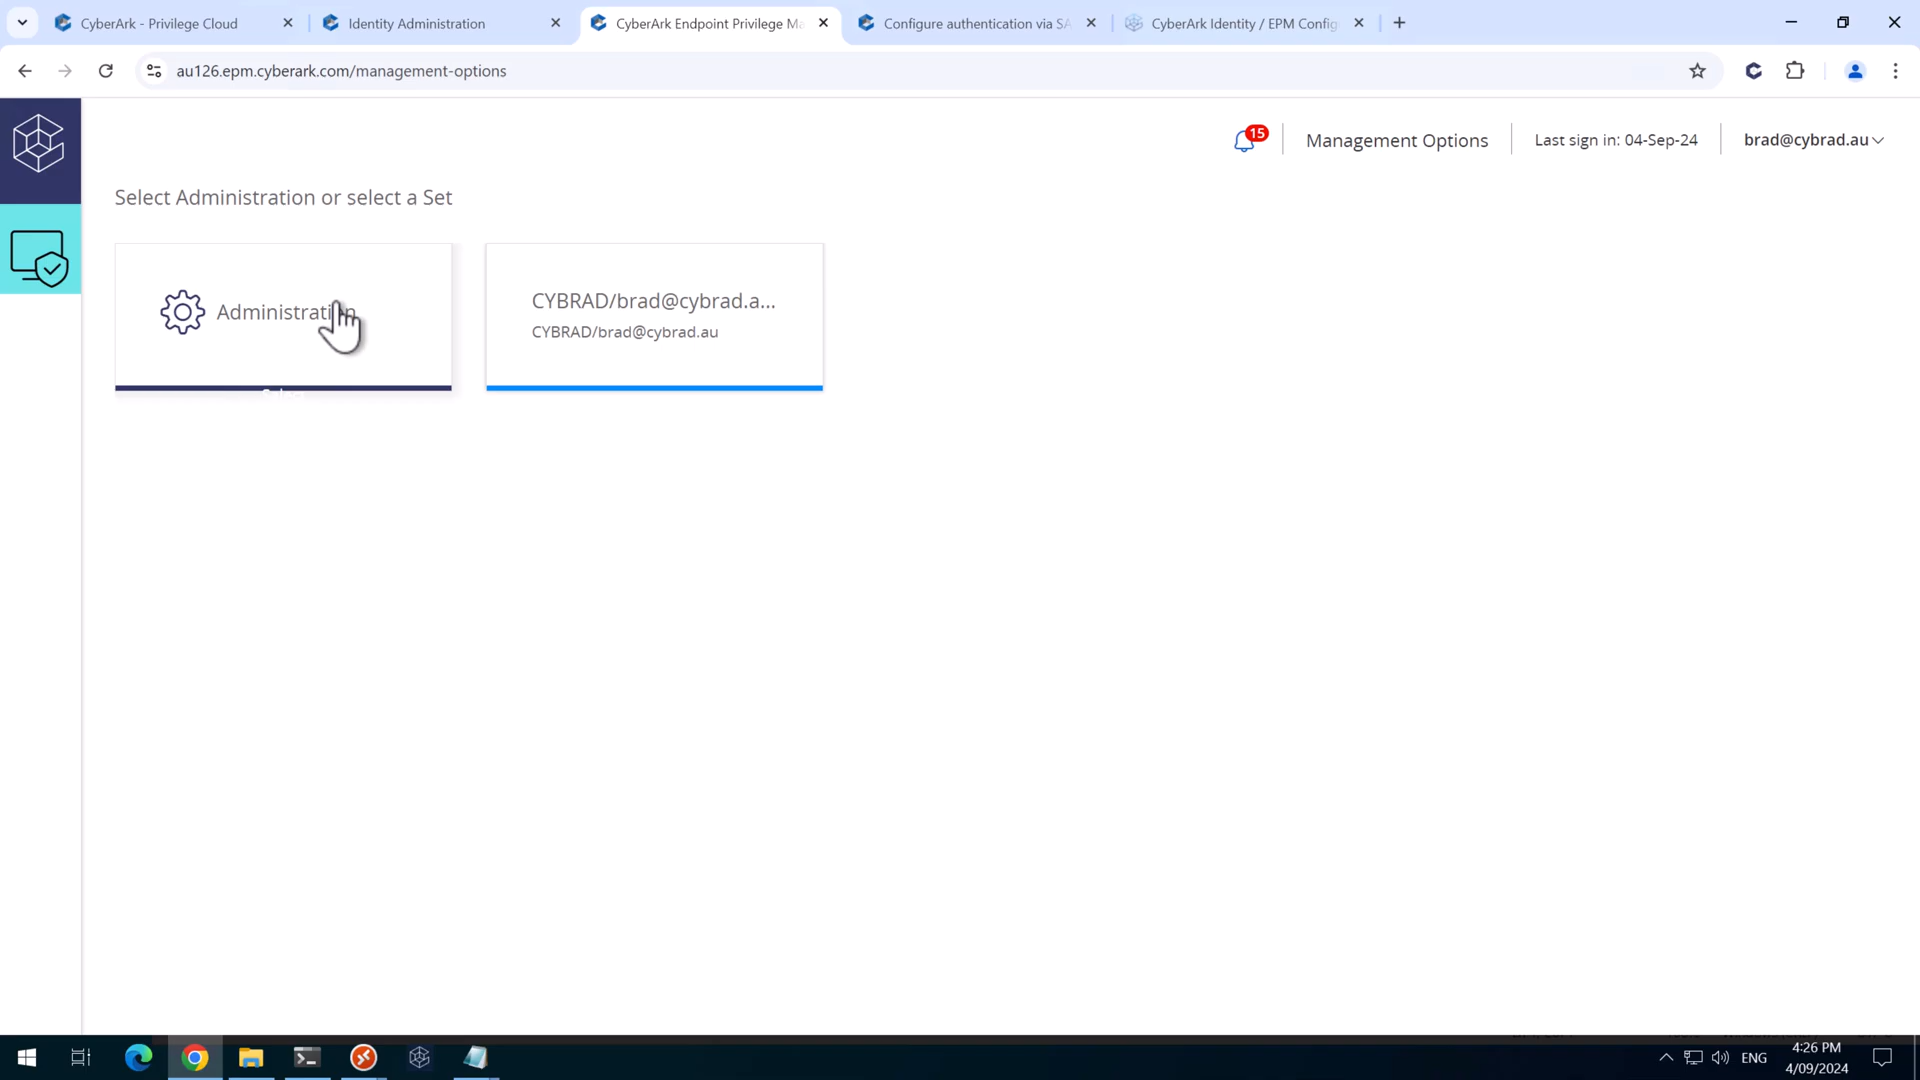 CyberArk - Privilege Cloud
Identity Administration
CyberArk Endpoint Privilege Ma
Configure authentication via SA
CyberArk Identity / EPM Config
au126.epm.cyberark.com/management-options
15
Management Options
Last sign in: 04-Sep-24
brad@cybrad.au
Select Administration or select a Set
Administration
CYBRAD/brad@cybrad.a...
CYBRAD/brad@cybrad.au
ENG
4:26 PM
4/09/2024